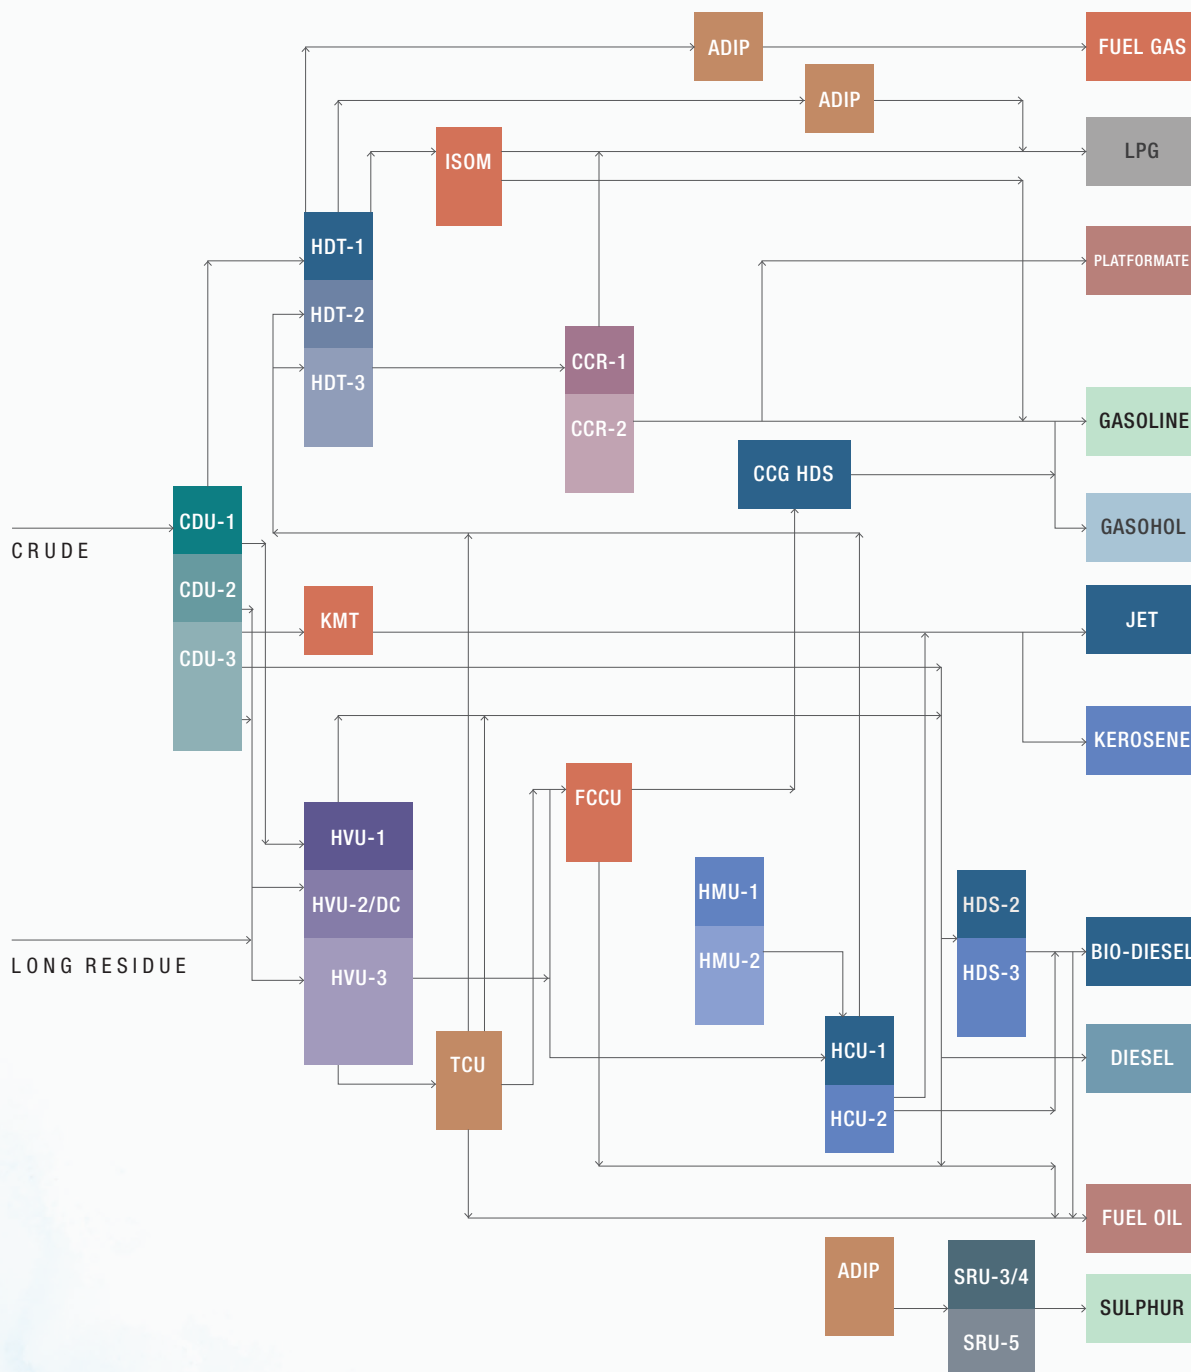 ADIP
FUEL GAS
ADIP
LPG
ISOM
HDT-1
PLATFORMATE
HDT-2
HDT-3
CCR-1
CCR-2
GASOLINE
CCG HDS
CDU-1
GASOHOL
CRUDE
CDU-2
KMT
JET
CDU-3
KEROSENE
FCCU
HVU-1
HMU-1
HVU-2/DC
HDS-2
HMU-2
BIO-DIESEL
LONG RESIDUE
HVU-3
HDS-3
TCU
HCU-1
DIESEL
HCU-2
FUEL OIL
ADIP
SRU-3/4
SULPHUR
SRU-5